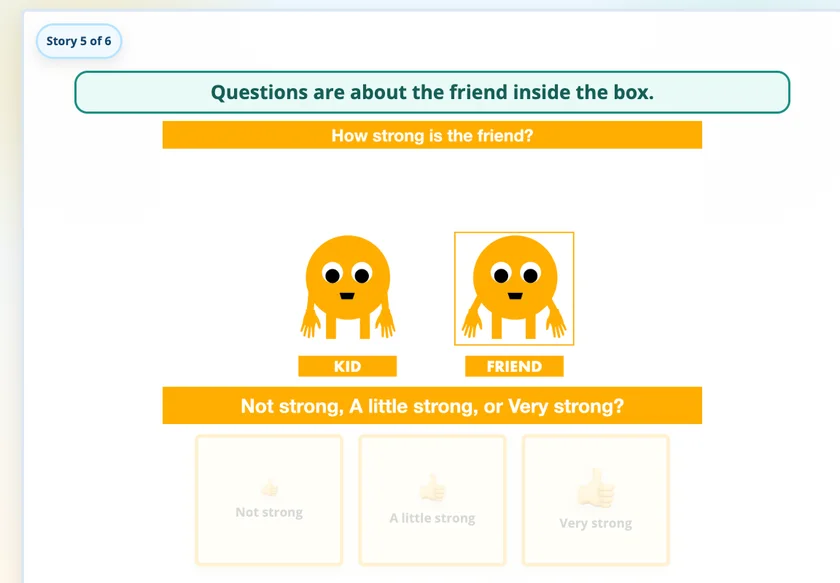 Story 5 of 6
Questions are about the friend inside the box.
How strong is the friend?
KID
FRIEND
Not strong, A little strong, or Very strong?
Not strong
A little strong
Very strong